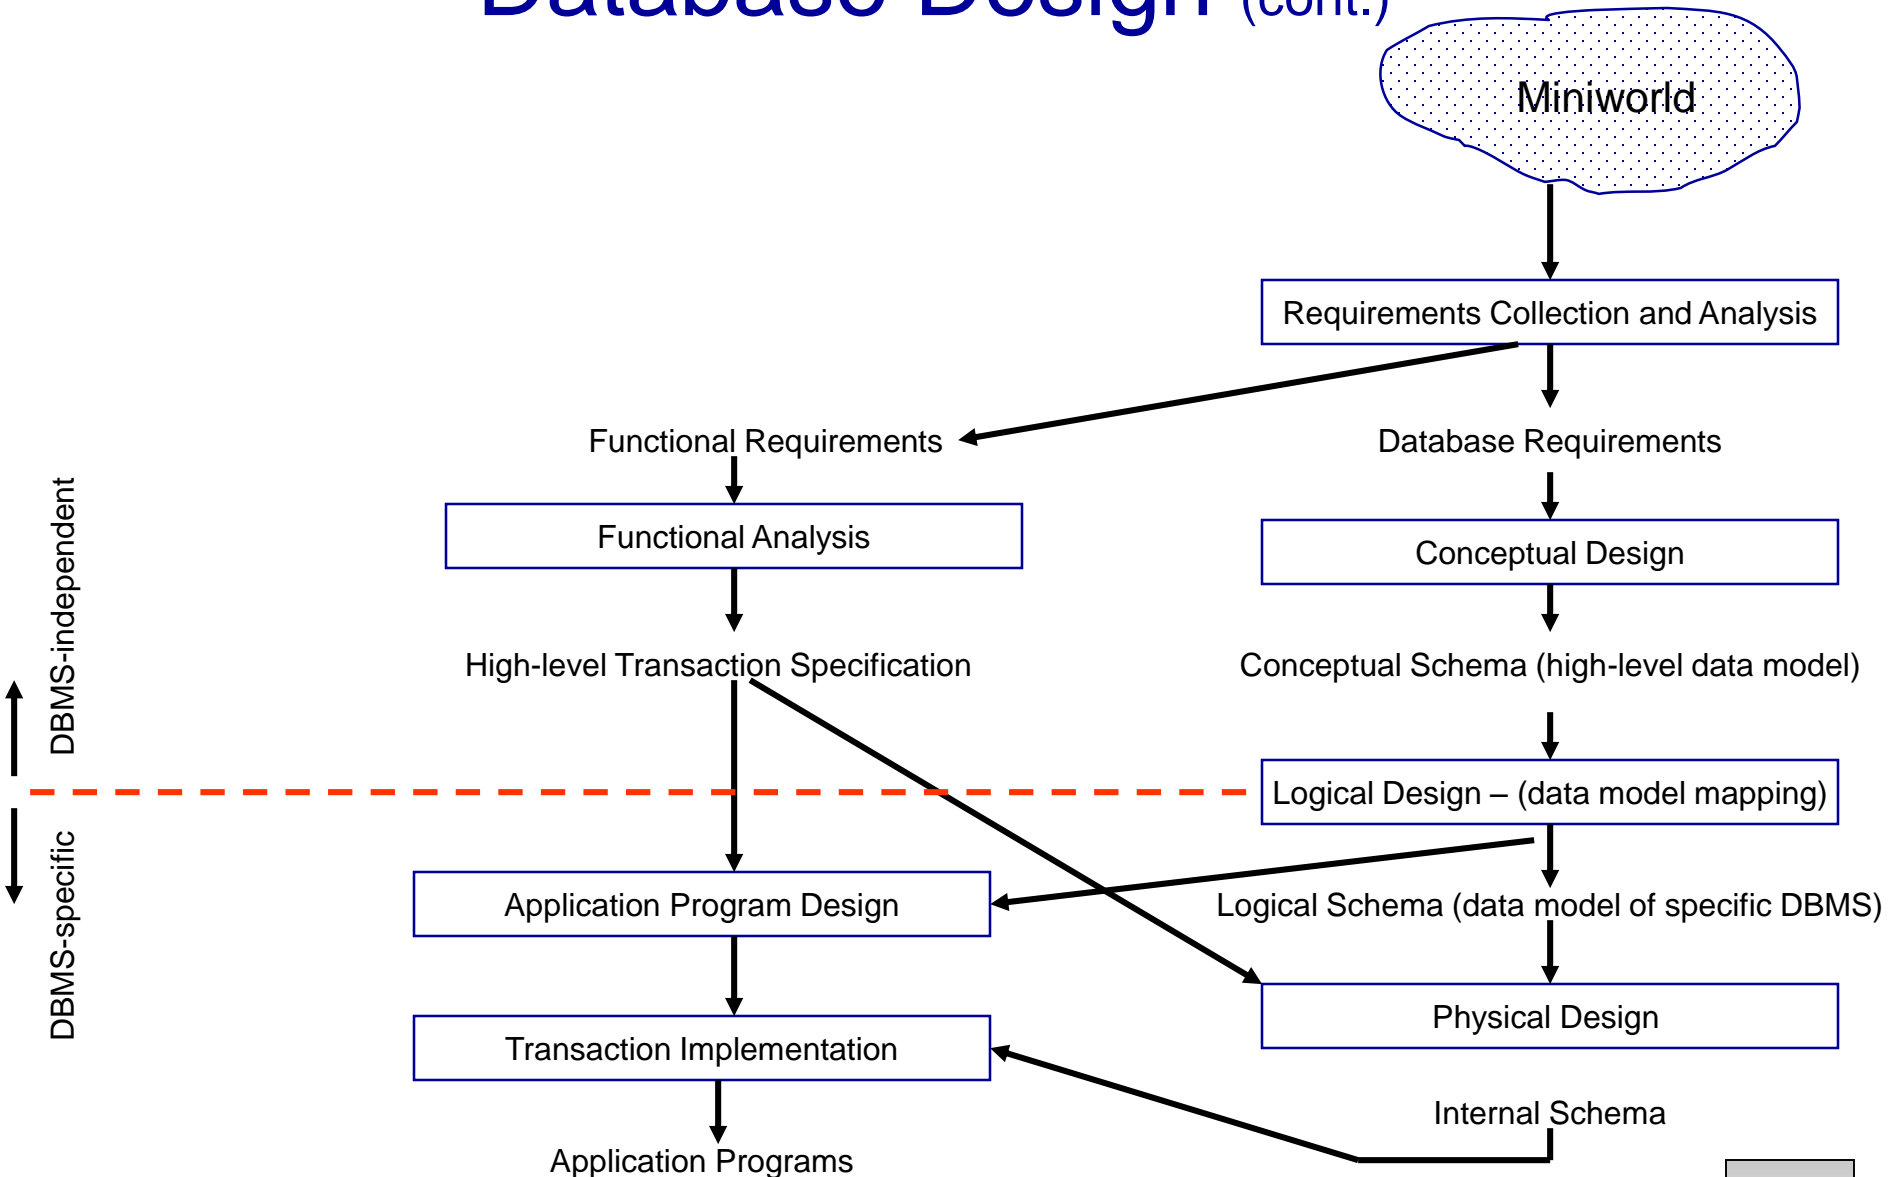 Database Design (cont.)
Miniworld
Requirements Collection and Analysis
Functional Requirements
Database Requirements
Functional Analysis
Conceptual Design
High-level Transaction Specification
Conceptual Schema (high-level data model)
DBMS-independent
Logical Design – (data model mapping)
DBMS-specific
Application Program Design
Logical Schema (data model of specific DBMS)
Physical Design
Transaction Implementation
Internal Schema
Application Programs